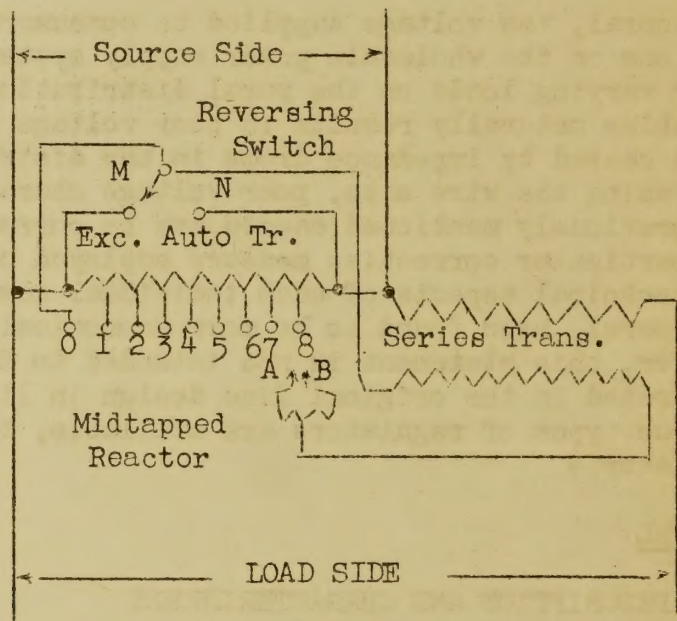 Source Side
Reversing
Switch
M
N
Exc. Auto Tr.
0 1 2 3 4 5 6 7 8
Series Trans.
A B
Midtapped
Reactor
LOAD SIDE